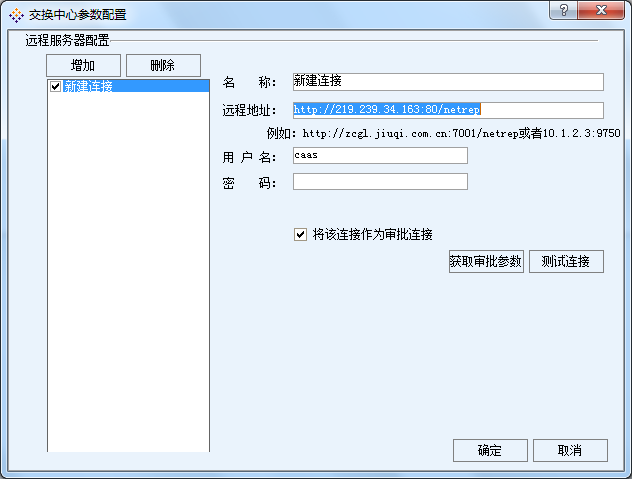 交换中心参数配置
远程服务器配置
增加
删除
新建连接
名 称：
新建连接
远程地址：
http://219.239.34.163:80/netrep
例如：http://zcgl.jiuqi.com.cn:7001/netrep或者10.1.2.3:9750
用 户 名：
caas
密 码：
将该连接作为审批连接
获取审批参数
测试连接
确定
取消